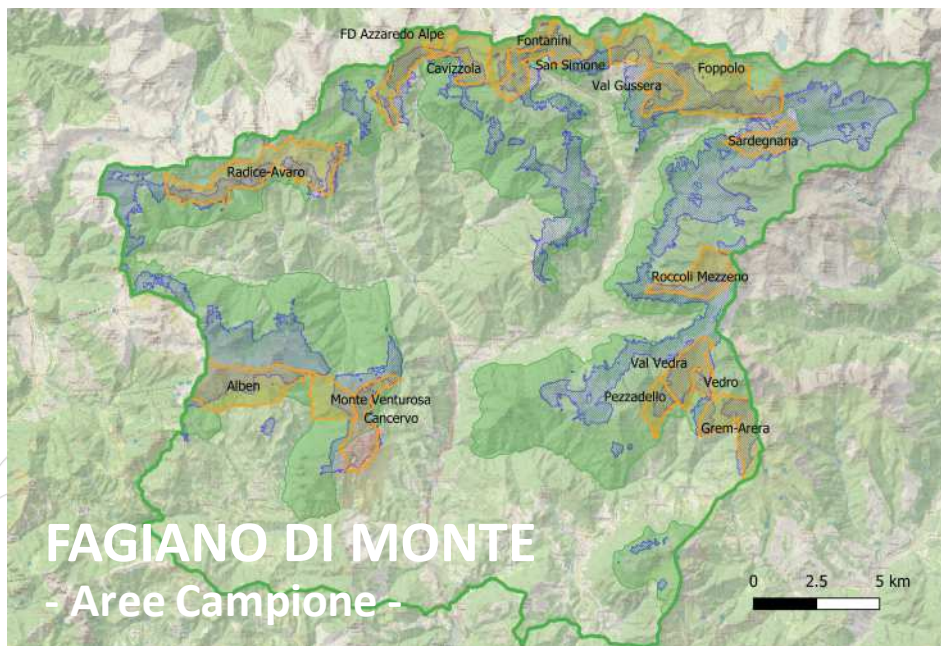 FD Azzaredo Alpe
Fontanini
Cavizzola
San Simone
Foppolo
Val Gussera
Sardegnana
Radice-Avaro
Roccoli Mezzeno
Val Vedra
Alben
Vedro
Monte Venturosa
Pezzadello
Cancervo
Grem-Arera
FAGIANO DI MONTE
- Aree Campione -
0 2.5 5 km